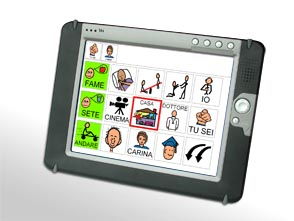 FAME
CASA
DOTTORE
IO
SETE
CINEMA
TU SEI
ANDARE
CARINA